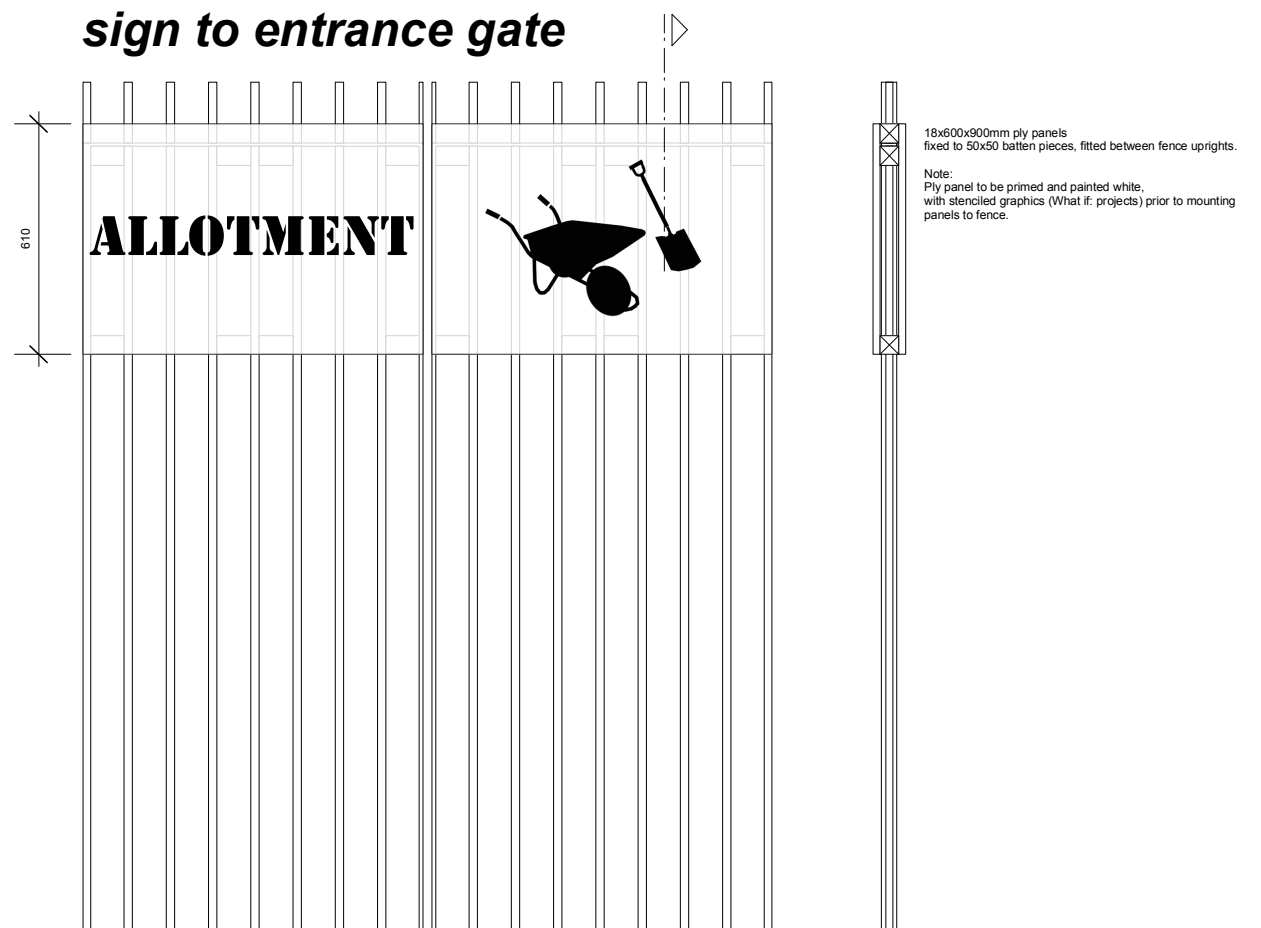 sign to entrance gate
610
ALLOTMENT
18x600x900mm ply panels
fixed to 50x50 batten pieces, fitted between fence uprights.
Note:
Ply panel to be primed and painted white,
with stenciled graphics (What if: projects) prior to mounting
panels to fence.